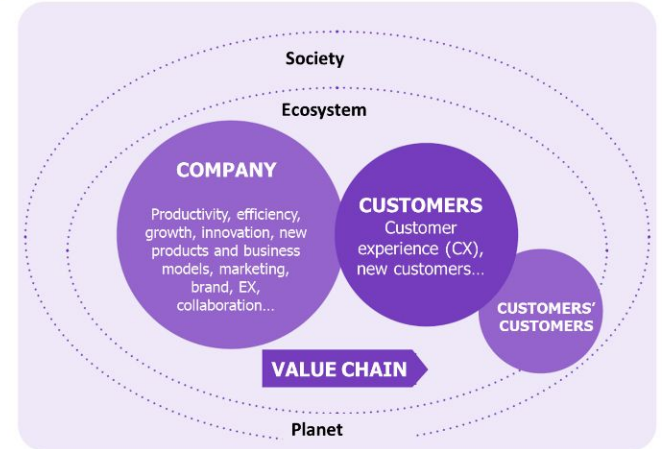 Society
Ecosystem
COMPANY
Productivity, efficiency,
growth, innovation, new
products and business
models, marketing,
brand, EX,
collaboration…
CUSTOMERS
Customer
experience (CX),
new customers…
CUSTOMERS’
CUSTOMERS
VALUE CHAIN
Planet